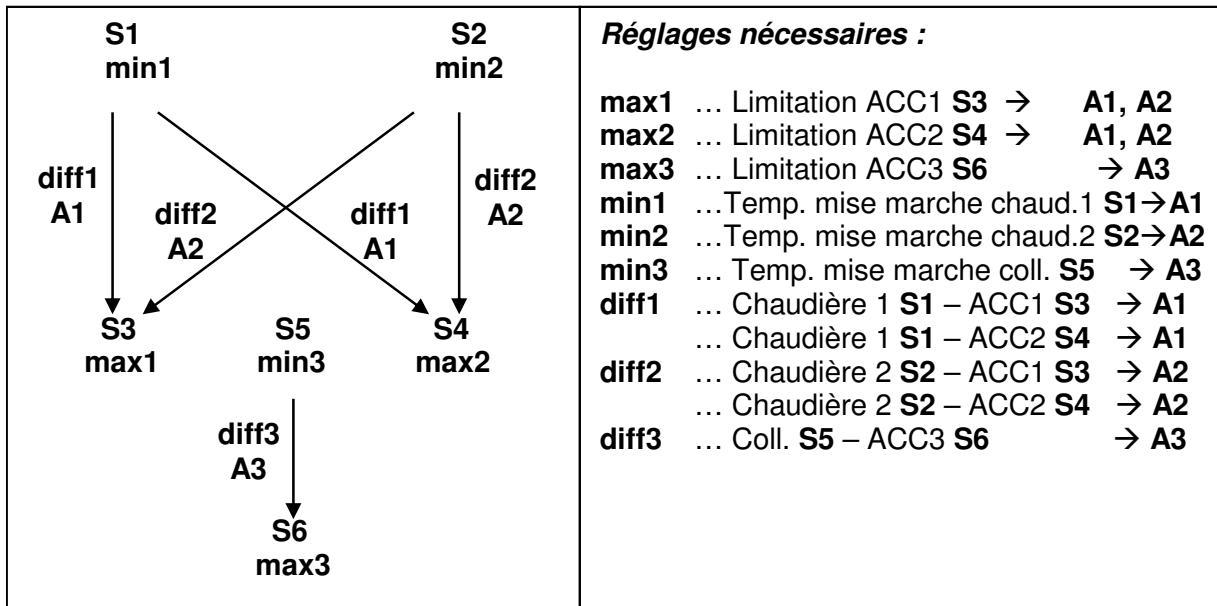 S1 S2
min1 min2
diff1 diff2
A1 diff2 diff1 A2
A2 A1
S3 S5 S4
max1 min3 max2
diff3
A3
S6
max3
Réglages nécessaires :
max1 … Limitation ACC1 S3 → A1, A2
max2 … Limitation ACC2 S4 → A1, A2
max3 … Limitation ACC3 S6 → A3
min1 …Temp. mise marche chaud.1 S1→A1
min2 …Temp. mise marche chaud.2 S2→A2
min3 … Temp. mise marche coll. S5 → A3
diff1 … Chaudière 1 S1 – ACC1 S3 → A1
… Chaudière 1 S1 – ACC2 S4 → A1
diff2 … Chaudière 2 S2 – ACC1 S3 → A2
… Chaudière 2 S2 – ACC2 S4 → A2
diff3 … Coll. S5 – ACC3 S6 → A3